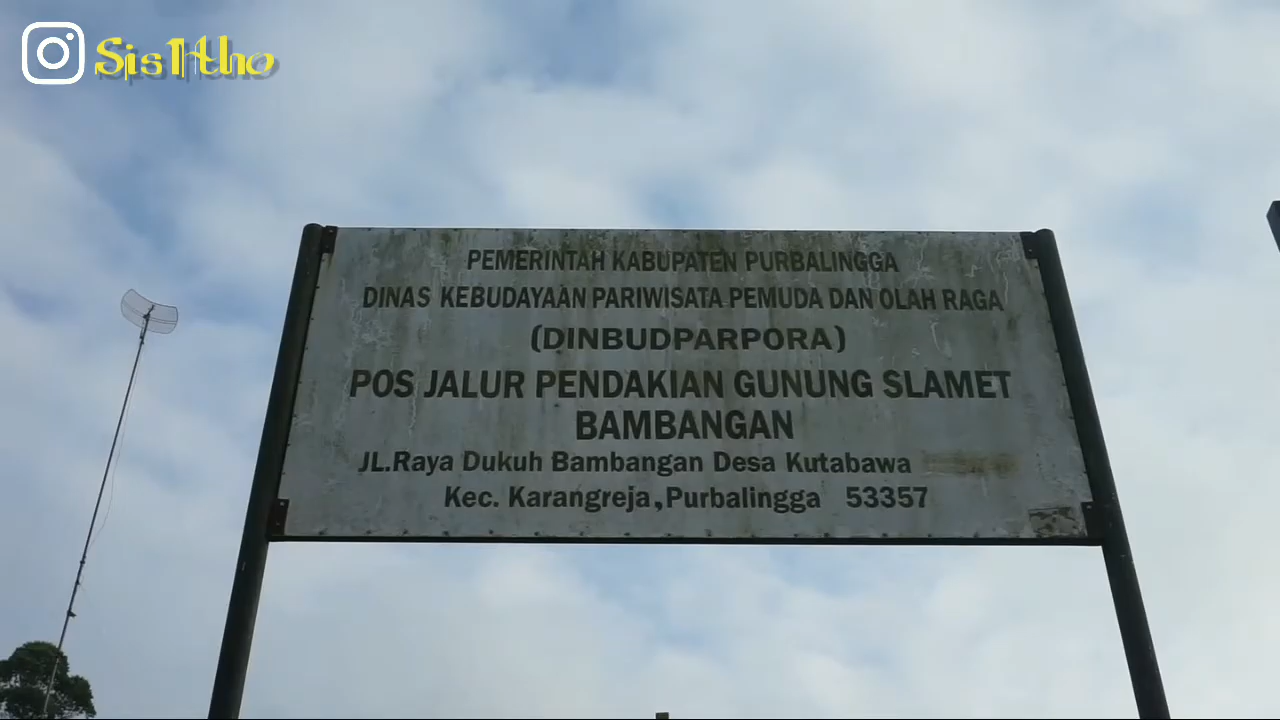 Sis1tho
PEMERINTAH KABUPATEN PURBALINGGA
DINAS KEBUDAYAAN PARIWISATA PEMUDA DAN OLAH RAGA
(DINBUDPARPORA)
POS JALUR PENDAKIAN GUNUNG SLAMET
BAMBANGAN
JL.Raya Dukuh Bambangan Desa Kutabawa
Kec. Karangreja,Purbalingga 53357